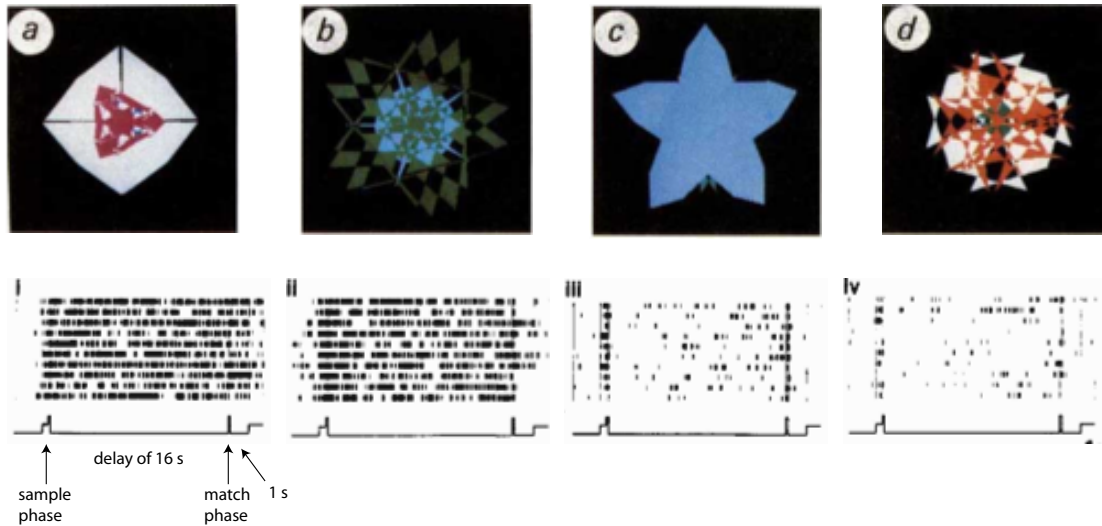 a b c d
i ii iii iv
delay of 16 s
sample match 1 s
phase phase